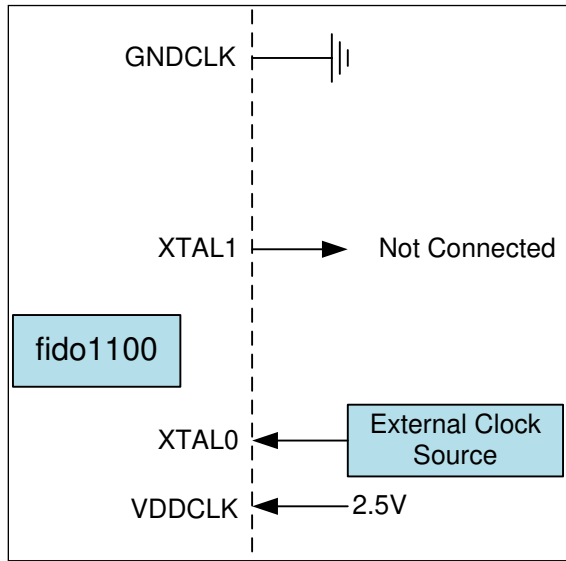 GNDCLK
XTAL1
Not Connected
fido1100
XTAL0
External Clock
Source
VDDCLK
2.5V